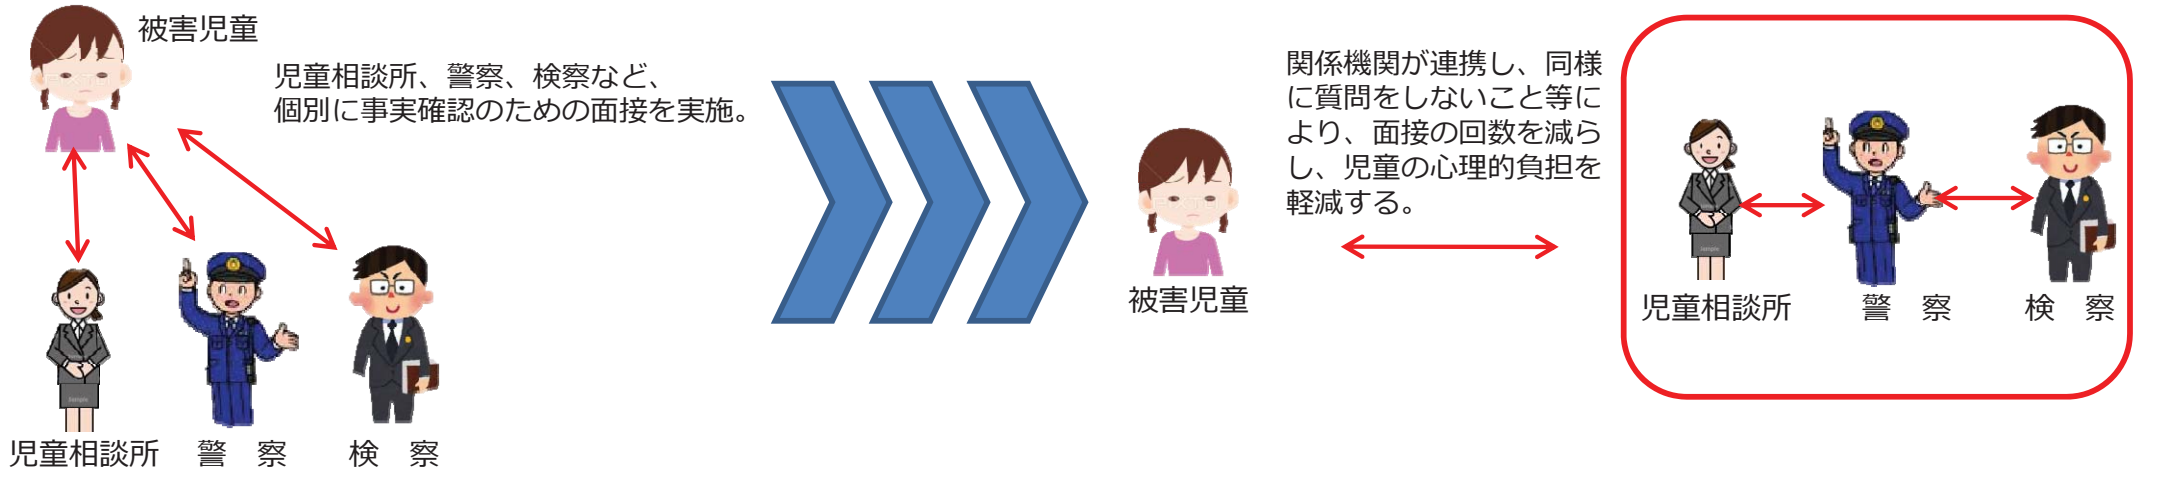 被害児童
児童相談所、警察、検察など、
個別に事実確認のための面接を実施。
児童相談所
警　察
検　察
被害児童
関係機関が連携し、同様
に質問をしないこと等に
より、面接の回数を減ら
し、児童の心理的負担を
軽減する。
児童相談所
警　察
検　察